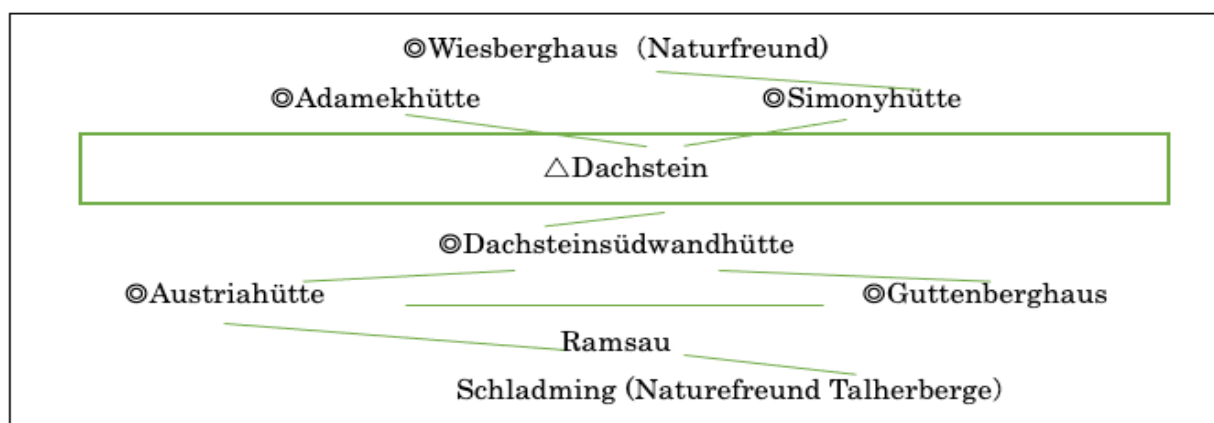 ◎Wiesberghaus (Naturfreund)
◎Adamekhütte ◎Simonyhütte
△Dachstein
◎Dachsteinsüdwandhütte
◎Austriahütte ◎Guttenberghaus
Ramsau
Schladming (Naturefreund Talherberge)